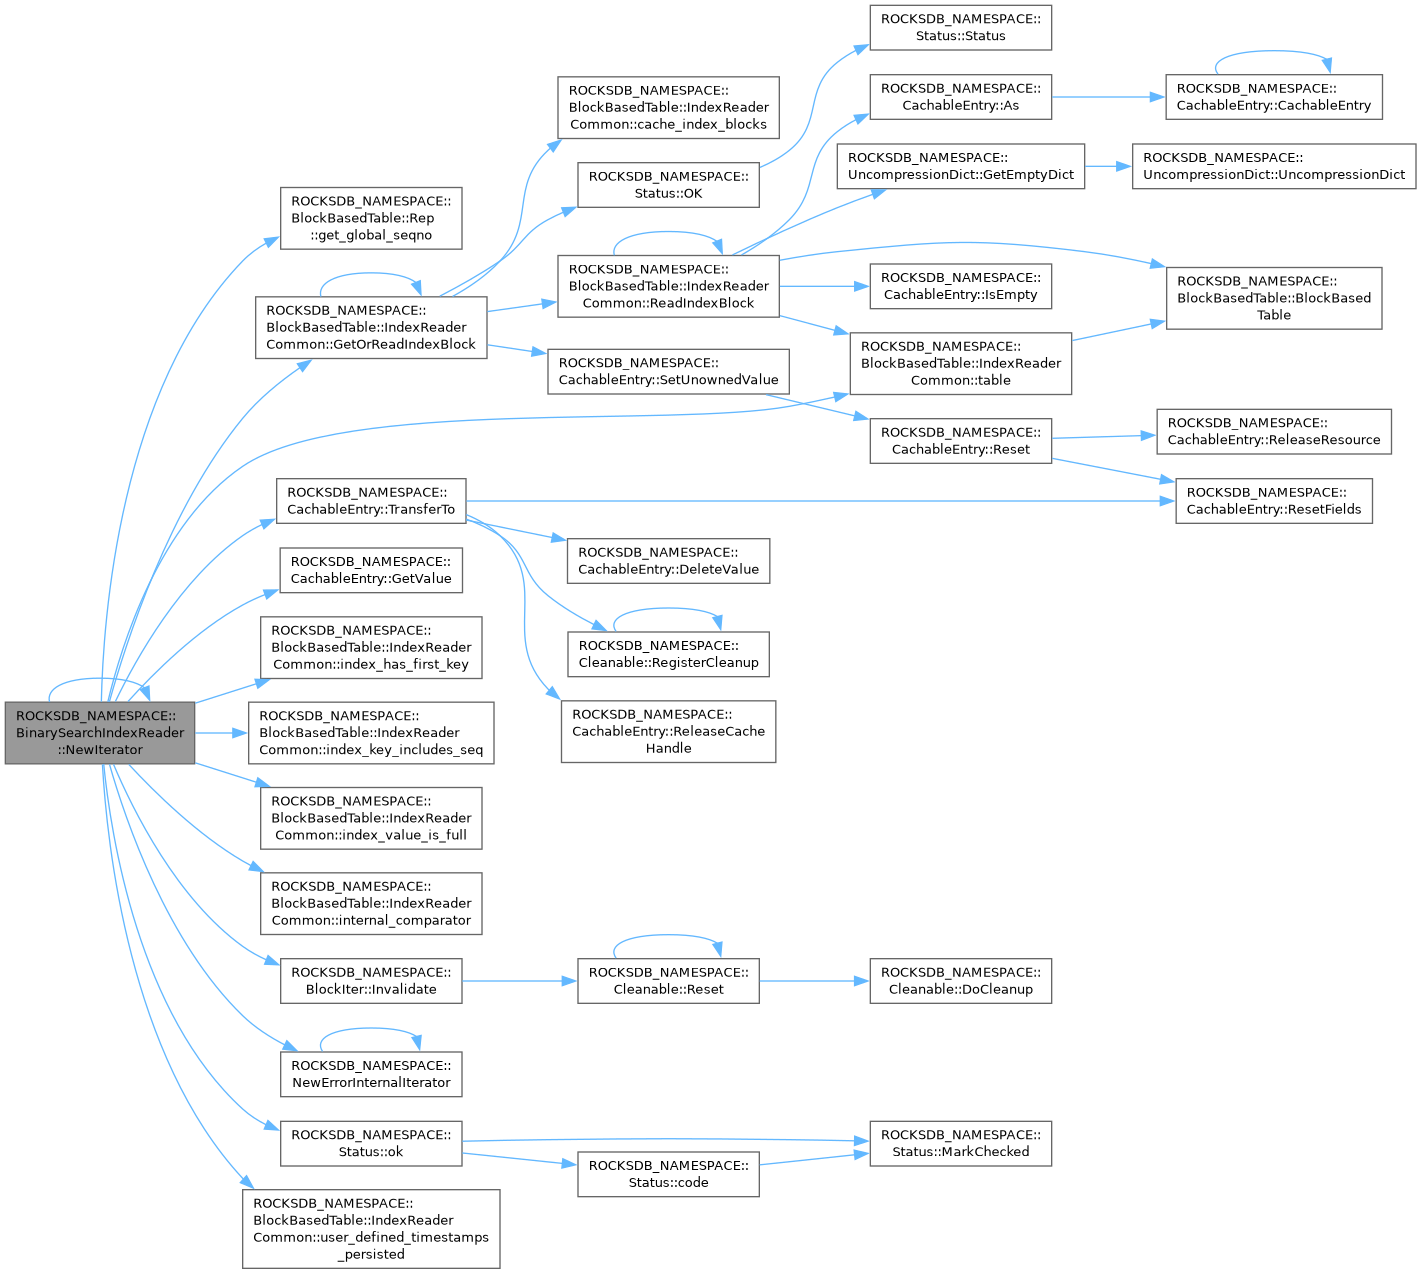 ROCKSDB_NAMESPACE::
BinarySearchIndexReader
::NewIterator
ROCKSDB_NAMESPACE::
BlockBasedTable::Rep
::get_global_seqno
ROCKSDB_NAMESPACE::
BlockBasedTable::IndexReader
Common::GetOrReadIndexBlock
ROCKSDB_NAMESPACE::
CachableEntry::TransferTo
ROCKSDB_NAMESPACE::
CachableEntry::GetValue
ROCKSDB_NAMESPACE::
BlockBasedTable::IndexReader
Common::index_has_first_key
ROCKSDB_NAMESPACE::
BlockBasedTable::IndexReader
Common::index_key_includes_seq
ROCKSDB_NAMESPACE::
BlockBasedTable::IndexReader
Common::index_value_is_full
ROCKSDB_NAMESPACE::
BlockBasedTable::IndexReader
Common::internal_comparator
ROCKSDB_NAMESPACE::
BlockIter::Invalidate
ROCKSDB_NAMESPACE::
NewErrorInternalIterator
ROCKSDB_NAMESPACE::
Status::ok
ROCKSDB_NAMESPACE::
BlockBasedTable::IndexReader
Common::user_defined_timestamps
_persisted
ROCKSDB_NAMESPACE::
BlockBasedTable::IndexReader
Common::cache_index_blocks
ROCKSDB_NAMESPACE::
Status::OK
ROCKSDB_NAMESPACE::
BlockBasedTable::IndexReader
Common::ReadIndexBlock
ROCKSDB_NAMESPACE::
CachableEntry::SetUnownedValue
ROCKSDB_NAMESPACE::
CachableEntry::DeleteValue
ROCKSDB_NAMESPACE::
Cleanable::RegisterCleanup
ROCKSDB_NAMESPACE::
CachableEntry::ReleaseCache
Handle
ROCKSDB_NAMESPACE::
Cleanable::Reset
ROCKSDB_NAMESPACE::
Status::code
ROCKSDB_NAMESPACE::
Status::Status
ROCKSDB_NAMESPACE::
CachableEntry::As
ROCKSDB_NAMESPACE::
UncompressionDict::GetEmptyDict
ROCKSDB_NAMESPACE::
CachableEntry::IsEmpty
ROCKSDB_NAMESPACE::
BlockBasedTable::IndexReader
Common::table
ROCKSDB_NAMESPACE::
CachableEntry::Reset
ROCKSDB_NAMESPACE::
Cleanable::DoCleanup
ROCKSDB_NAMESPACE::
Status::MarkChecked
ROCKSDB_NAMESPACE::
CachableEntry::CachableEntry
ROCKSDB_NAMESPACE::
UncompressionDict::UncompressionDict
ROCKSDB_NAMESPACE::
BlockBasedTable::BlockBased
Table
ROCKSDB_NAMESPACE::
CachableEntry::ReleaseResource
ROCKSDB_NAMESPACE::
CachableEntry::ResetFields